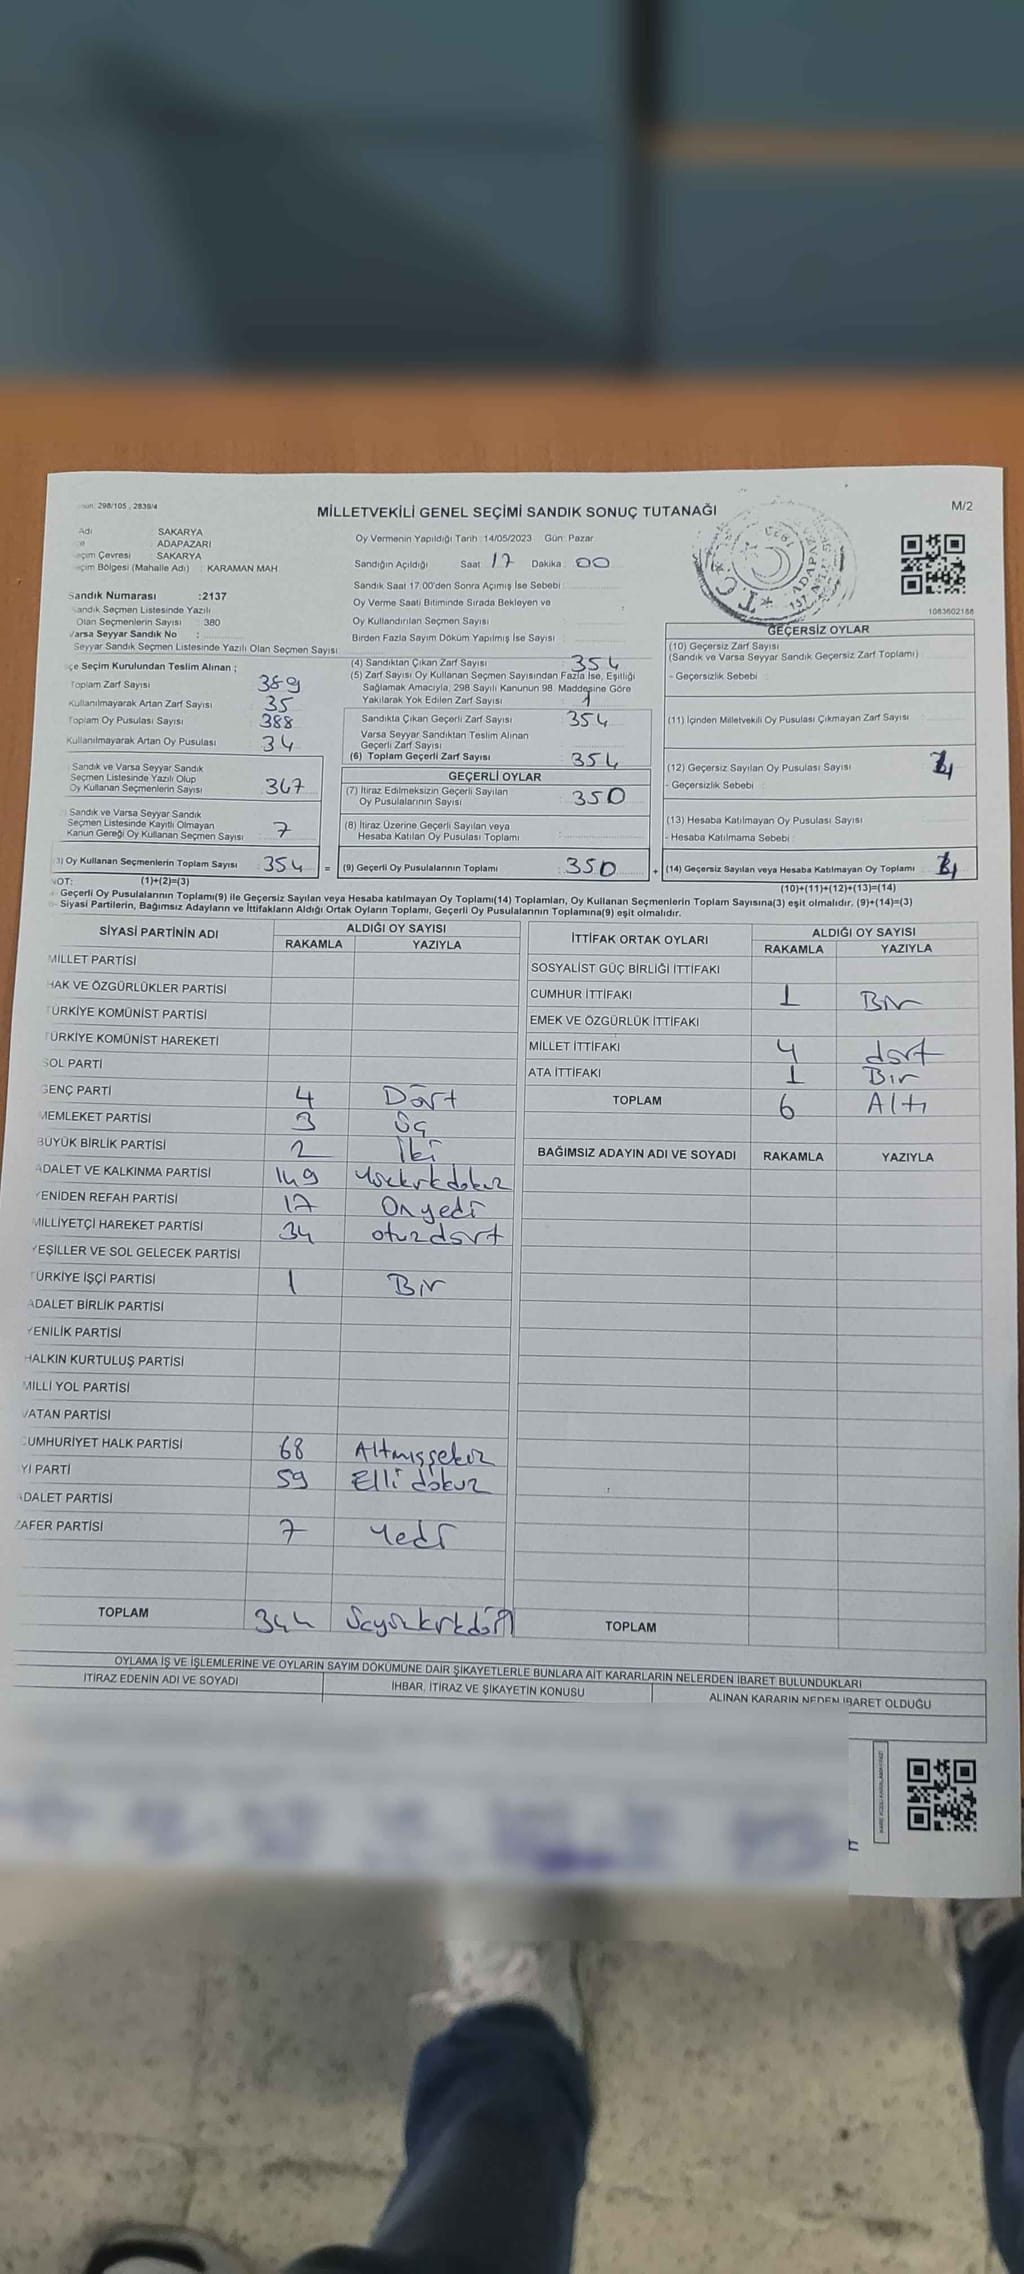 298/105 , 2839/4
MİLLETVEKİLİ GENEL SEÇİMİ SANDIK SONUÇ TUTANAĞI
M/2
Adı SAKARYA
ADAPAZARI
eçim Çevresi : SAKARYA
eçim Bölgesi (Mahalle Adı) : KARAMAN MAH.
Oy Vermenin Yapıldığı Tarih :14/05/2023 Gün: Pazar
Sandığın Açıldığı Saat 17 Dakika 00
Sandık Saat 17:00'den Sonra Açımış İse Sebebi
Oy Verme Saati Bitiminde Sırada Bekleyen ve
Oy Kullandırılan Seçmen Sayısı
Birden Fazla Sayım Döküm Yapılmış İse Sayısı
T.C. ADAPAZARI
1083602186
Sandık Numarası :2137
Sandık Seçmen Listesinde Yazılı
Olan Seçmenlerin Sayısı : 380
Varsa Seyyar Sandık No :
Seyyar Sandık Seçmen Listesinde Yazılı Olan Seçmen Sayısı
çe Seçim Kurulundan Teslim Alınan ;
Toplam Zarf Sayısı 389
Kullanılmayarak Artan Zarf Sayısı 35
Toplam Oy Pusulası Sayısı 388
Kullanılmayarak Artan Oy Pusulası 34
Sandık ve Varsa Seyyar Sandık
Seçmen Listesinde Yazılı Olup
Oy Kullanan Seçmenlerin Sayısı 347
Sandık ve Varsa Seyyar Sandık
Seçmen Listesinde Kayıtlı Olmayan
Kanun Gereği Oy Kullanan Seçmen Sayısı 7
3) Oy Kullanan Seçmenlerin Toplam Sayısı 354 =
(1)+(2)=(3)
(4) Sandıktan Çıkan Zarf Sayısı 354
(5) Zarf Sayısı Oy Kullanan Seçmen Sayısından Fazla İse, Eşitliği
Sağlamak Amacıyla, 298 Sayılı Kanunun 98. Maddesine Göre
Yakılarak Yok Edilen Zarf Sayısı 1
Sandıkta Çıkan Geçerli Zarf Sayısı 354
Varsa Seyyar Sandıktan Teslim Alınan
Geçerli Zarf Sayısı
(6) Toplam Geçerli Zarf Sayısı 354
GEÇERLİ OYLAR
(7) İtiraz Edilmeksizin Geçerli Sayılan
Oy Pusulalarının Sayısı 350
(8) İtiraz Üzerine Geçerli Sayılan veya
Hesaba Katılan Oy Pusulası Toplamı
(9) Geçerli Oy Pusulalarının Toplamı 350 +
GEÇERSİZ OYLAR
(10) Geçersiz Zarf Sayısı
(Sandık ve Varsa Seyyar Sandık Geçersiz Zarf Toplamı)
- Geçersizlik Sebebi
(11) İçinden Milletvekili Oy Pusulası Çıkmayan Zarf Sayısı
(12) Geçersiz Sayılan Oy Pusulası Sayısı
- Geçersizlik Sebebi :
(13) Hesaba Katılmayan Oy Pusulası Sayısı
- Hesaba Katılmama Sebebi
(14) Geçersiz Sayılan veya Hesaba Katılmayan Oy Toplamı
(10)+(11)+(12)+(13)=(14)
NOT:
Geçerli Oy Pusulalarının Toplamı(9) ile Geçersiz Sayılan veya Hesaba katılmayan Oy Toplamı(14) Toplamları, Oy Kullanan Seçmenlerin Toplam Sayısına(3) eşit olmalıdır. (9)+(14)=(3)
Siyasi Partilerin, Bağımsız Adayların ve İttifakların Aldığı Ortak Oyların Toplamı, Geçerli Oy Pusulalarının Toplamına(9) eşit olmalıdır.
SİYASİ PARTİNİN ADI ALDIĞI OY SAYISI
RAKAMLA YAZIYLA
MİLLET PARTİSİ
HAK VE ÖZGÜRLÜKLER PARTİSİ
TÜRKİYE KOMÜNİST PARTİSİ
TÜRKİYE KOMÜNİST HAREKETİ
SOL PARTİ
GENÇ PARTİ 4 Dört
MEMLEKET PARTİSİ 3 Üç
BÜYÜK BİRLİK PARTİSİ 2 İki
ADALET VE KALKINMA PARTİSİ 149 Yüzkırkdokuz
YENİDEN REFAH PARTİSİ 17 Onyedi
MİLLİYETÇİ HAREKET PARTİSİ 34 otuzdört
YEŞİLLER VE SOL GELECEK PARTİSİ
TÜRKİYE İŞÇİ PARTİSİ 1 Bir
ADALET BİRLİK PARTİSİ
YENİLİK PARTİSİ
HALKIN KURTULUŞ PARTİSİ
MİLLİ YOL PARTİSİ
VATAN PARTİSİ
CUMHURİYET HALK PARTİSİ 68 Altmışsekiz
İYİ PARTİ 59 Elli dokuz
ADALET PARTİSİ
ZAFER PARTİSİ 7 Yedi
TOPLAM 344 Üçyüzkırkdört
İTTİFAK ORTAK OYLARI ALDIĞI OY SAYISI
RAKAMLA YAZIYLA
SOSYALİST GÜÇ BİRLİĞİ İTTİFAKI
CUMHUR İTTİFAKI 1 Bir
EMEK VE ÖZGÜRLÜK İTTİFAKI
MİLLET İTTİFAKI 4 dört
ATA İTTİFAKI 1 Bir
TOPLAM 6 Altı
BAĞIMSIZ ADAYIN ADI VE SOYADI RAKAMLA YAZIYLA
TOPLAM
OYLAMA İŞ VE İŞLEMLERİNE VE OYLARIN SAYIM DÖKÜMÜNE DAİR ŞİKAYETLERLE BUNLARA AİT KARARLARIN NELERDEN İBARET BULUNDUKLARI
İTİRAZ EDENİN ADI VE SOYADI İHBAR, İTİRAZ VE ŞİKAYETİN KONUSU ALINAN KARARIN NEDEN İBARET OLDUĞU